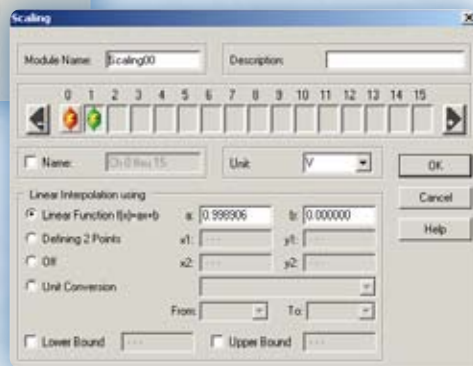 Scaling
Module Name: Scaling00 Description:
0 1 2 3 4 5 6 7 8 9 10 11 12 13 14 15
Name: Ch 0 thru 15 Unit: V
OK
Linear Interpolation using
Cancel
Linear Function f(x)=ax+b a: 0.998906 b: 0.000000
Help
Defining 2 Points x1: --- y1: ---
Off x2: --- y2: ---
Unit Conversion
From: To:
Lower Bound --- Upper Bound ---